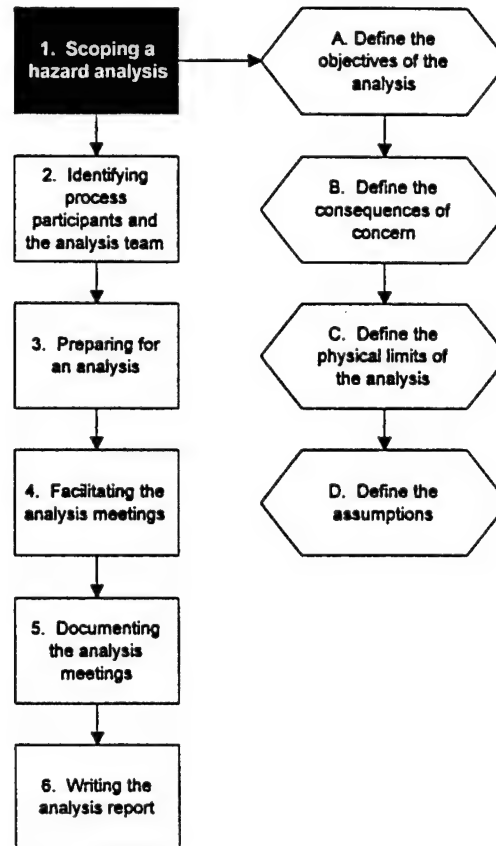 1. Scoping a
hazard analysis
A. Define the
objectives of the
analysis
2. Identifying
process
participants and
the analysis team
B. Define the
consequences of
concern
3. Preparing for
an analysis
C. Define the
physical limits of
the analysis
4. Facilitating the
analysis meetings
D. Define the
assumptions
5. Documenting
the analysis
meetings
6. Writing the
analysis report